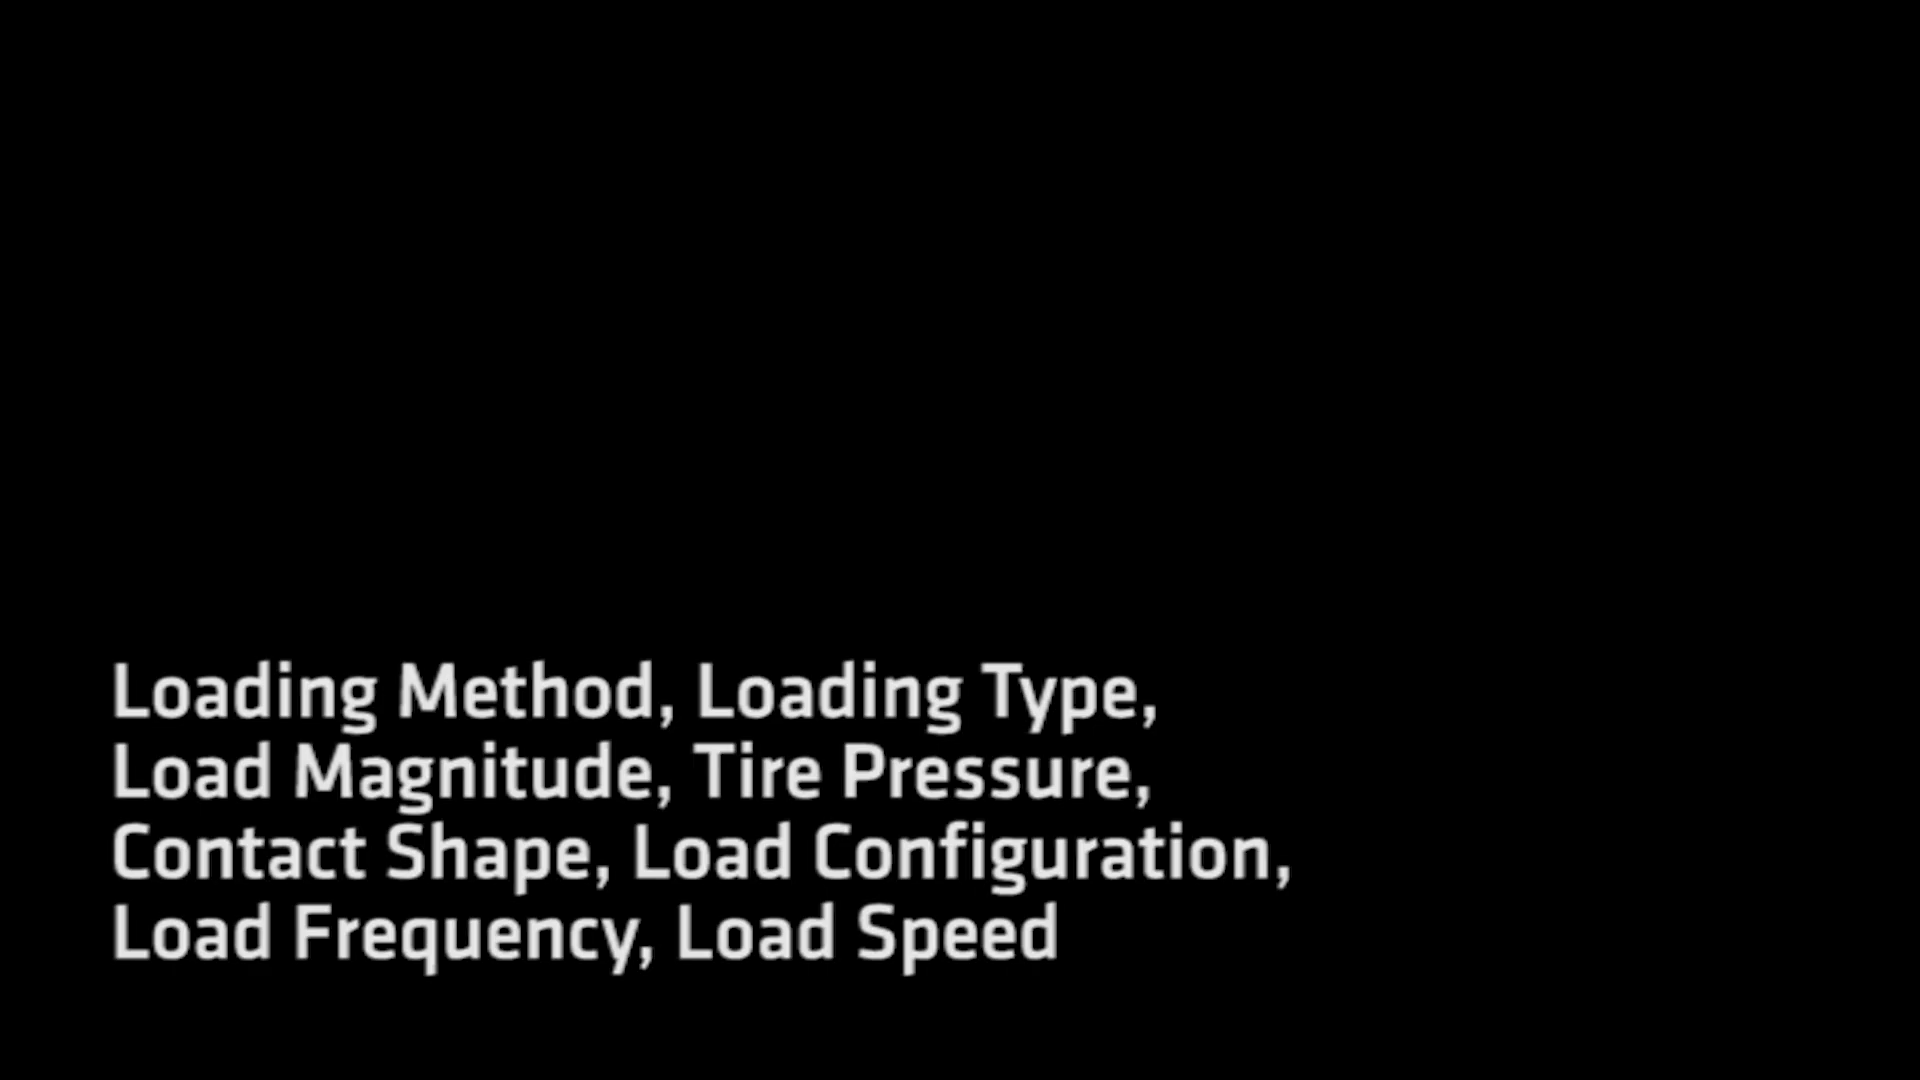 Loading Method, Loading Type,
Load Magnitude, Tire Pressure,
Contact Shape, Load Configuration,
Load Frequency, Load Speed